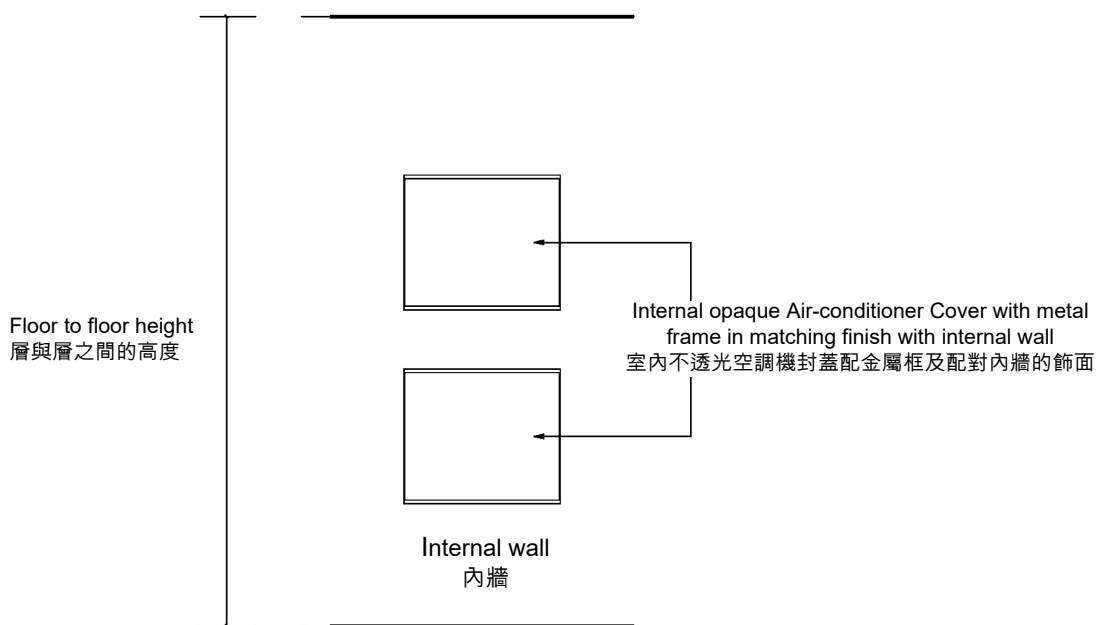 Floor to floor height
層與層之間的高度
Internal opaque Air-conditioner Cover with metal
frame in matching finish with internal wall
室內不透光空調機封蓋配金屬框及配對內牆的飾面
Internal wall
內牆